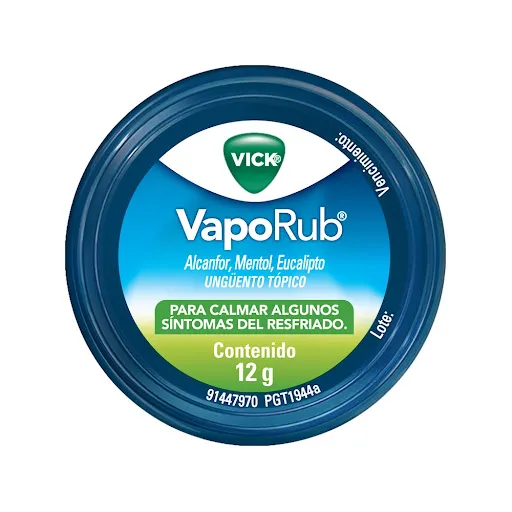 VICK®
VapoRub®
Alcanfor, Mentol, Eucalipto
UNGÜENTO TÓPICO
PARA CALMAR ALGUNOS
SÍNTOMAS DEL RESFRIADO.
Contenido
12 g
91447970 PGT1944a
Vencimiento:
Lote: